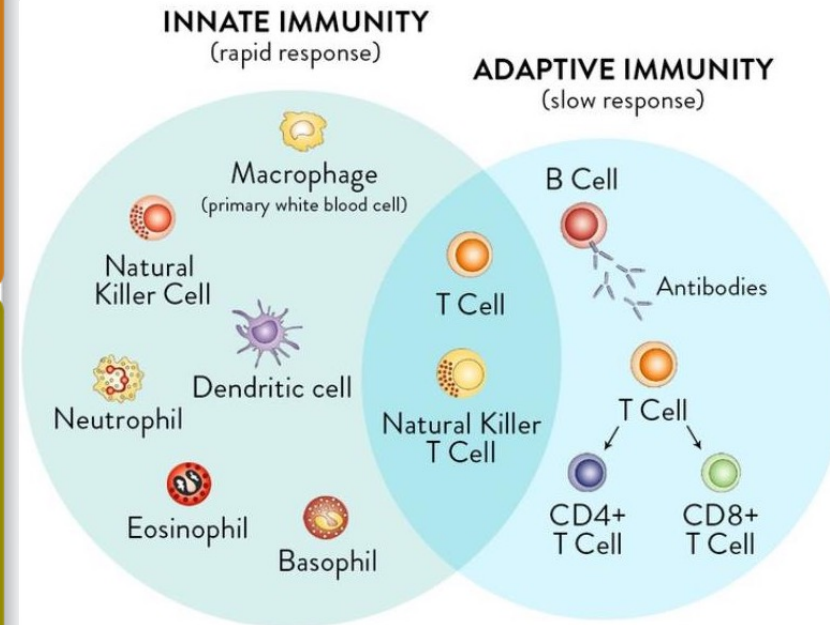 INNATE IMMUNITY
(rapid response)
ADAPTIVE IMMUNITY
(slow response)
Macrophage
(primary white blood cell)
Natural
Killer Cell
Dendritic cell
Neutrophil
Eosinophil
Basophil
T Cell
Natural Killer
T Cell
B Cell
Antibodies
T Cell
CD4+
T Cell
CD8+
T Cell